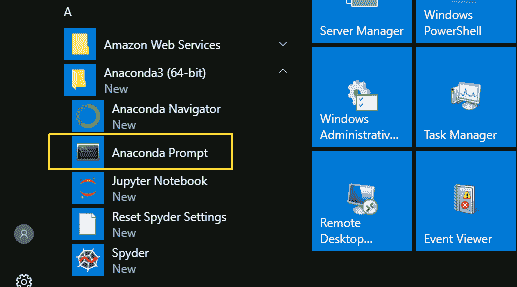 A
Amazon Web Services
Anaconda3 (64-bit)
New
Anaconda Navigator
New
Anaconda Prompt
Jupyter Notebook
New
Reset Spyder Settings
New
Spyder
New
Server Manager
Windows
PowerShell
Windows
Administrativ...
Task Manager
Remote
Desktop...
Event Viewer